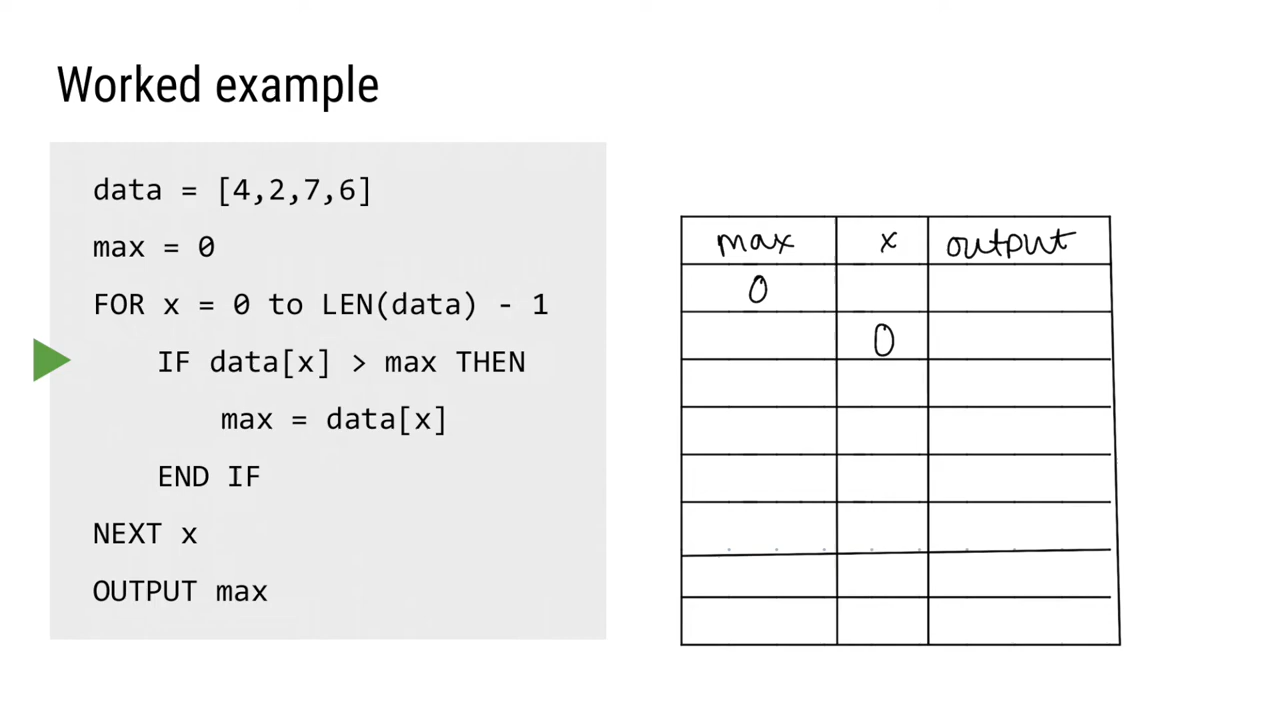 Worked example
data = [4,2,7,6]
max = 0
FOR x = 0 to LEN(data) - 1
IF data[x] > max THEN
max = data[x]
END IF
NEXT x
OUTPUT max
max x output
0
0